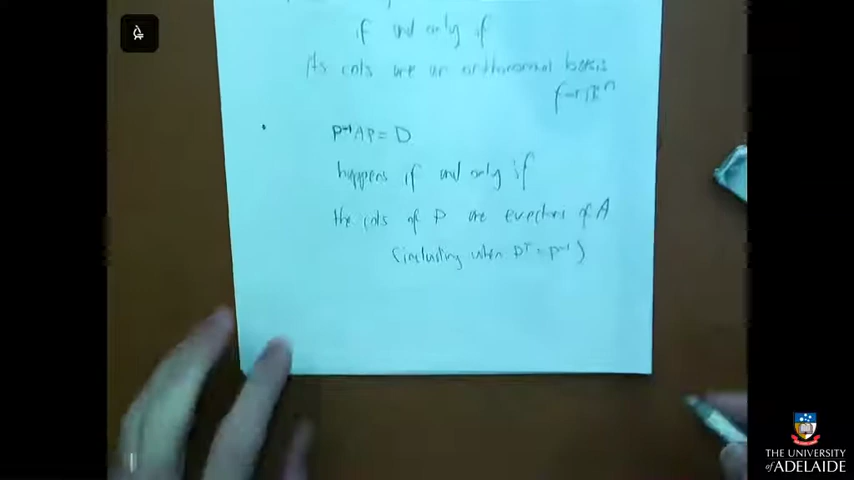 if and only if
its cols are an orthonormal basis
for ℝⁿ
• P⁻¹AP = D
happens if and only if
the cols of P are evectors of A
(including when Pᵀ = P⁻¹)
THE UNIVERSITY
of ADELAIDE